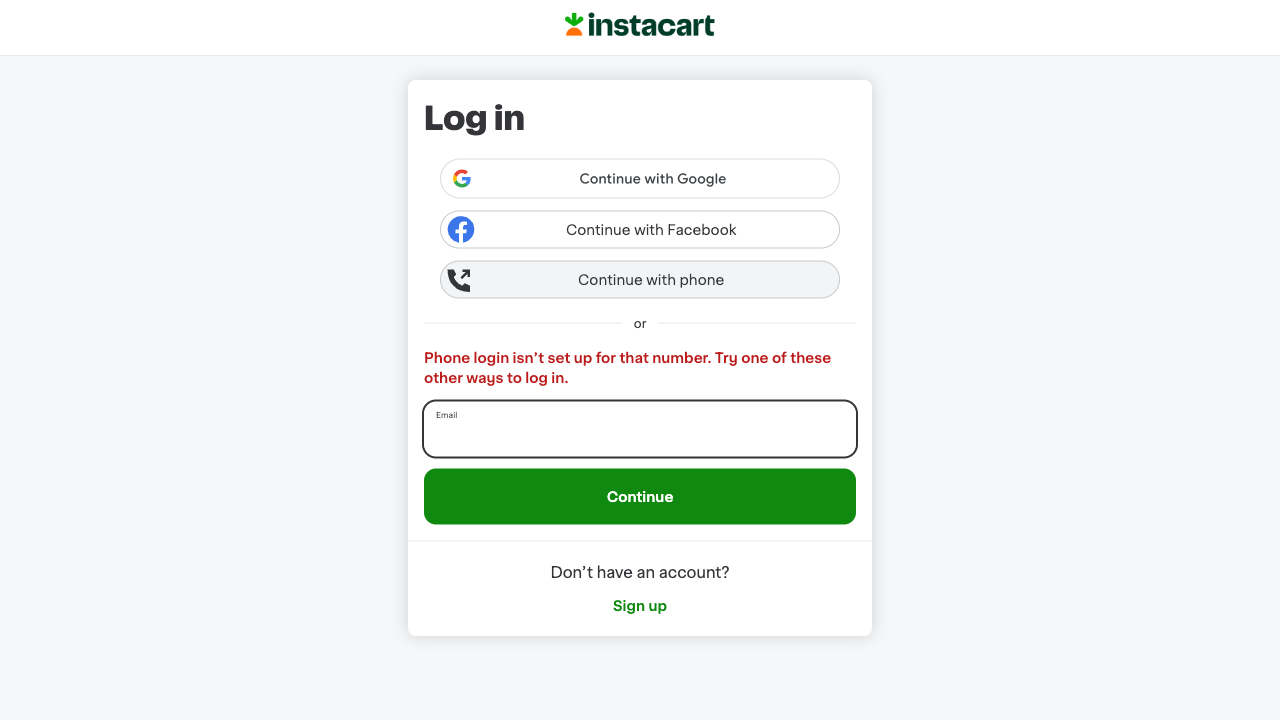 instacart
Log in
Continue with Google
Continue with Facebook
Continue with phone
or
Phone login isn’t set up for that number. Try one of these
other ways to log in.
Email
Continue
Don’t have an account?
Sign up